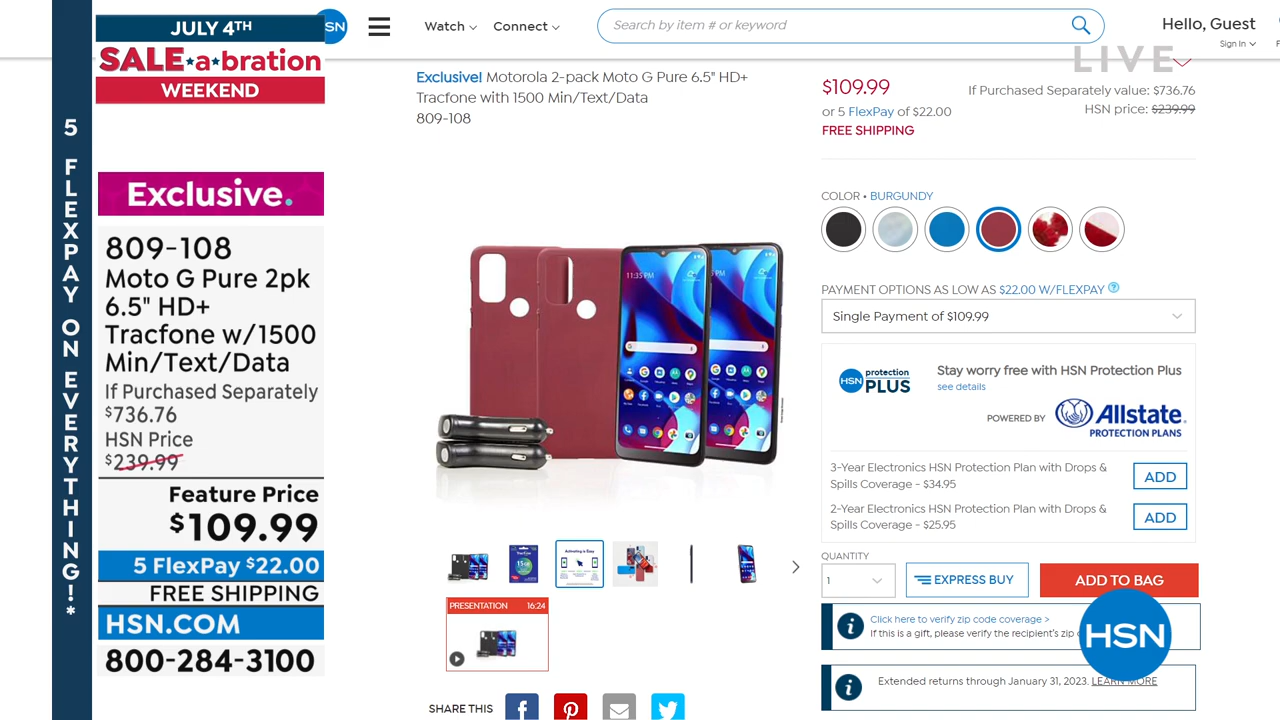 JULY 4TH
SALE★a★bration
WEEKEND
5 FLEXPAY ON EVERYTHING!*
Exclusive.
809-108
Moto G Pure 2pk
6.5" HD+
Tracfone w/1500
Min/Text/Data
If Purchased Separately
$736.76
HSN Price
$239.99
Feature Price
$109.99
5 FlexPay $22.00
FREE SHIPPING
HSN.COM
800-284-3100
SN
Watch
Connect
Search by item # or keyword
Hello, Guest
Sign In
LIVE
Exclusive! Motorola 2-pack Moto G Pure 6.5" HD+
Tracfone with 1500 Min/Text/Data
809-108
11:35 PM
PRESENTATION 16:24
SHARE THIS
$109.99
If Purchased Separately value: $736.76
or 5 FlexPay of $22.00
HSN price: $239.99
FREE SHIPPING
COLOR • BURGUNDY
PAYMENT OPTIONS AS LOW AS $22.00 W/FLEXPAY ?
Single Payment of $109.99
HSN protection PLUS
Stay worry free with HSN Protection Plus
see details
POWERED BY Allstate.
PROTECTION PLANS
3-Year Electronics HSN Protection Plan with Drops &
Spills Coverage - $34.95
ADD
2-Year Electronics HSN Protection Plan with Drops &
Spills Coverage - $25.95
ADD
QUANTITY
1
EXPRESS BUY
ADD TO BAG
Click here to verify zip code coverage >
If this is a gift, please verify the recipient's zip
HSN
Extended returns through January 31, 2023. LEARN MORE